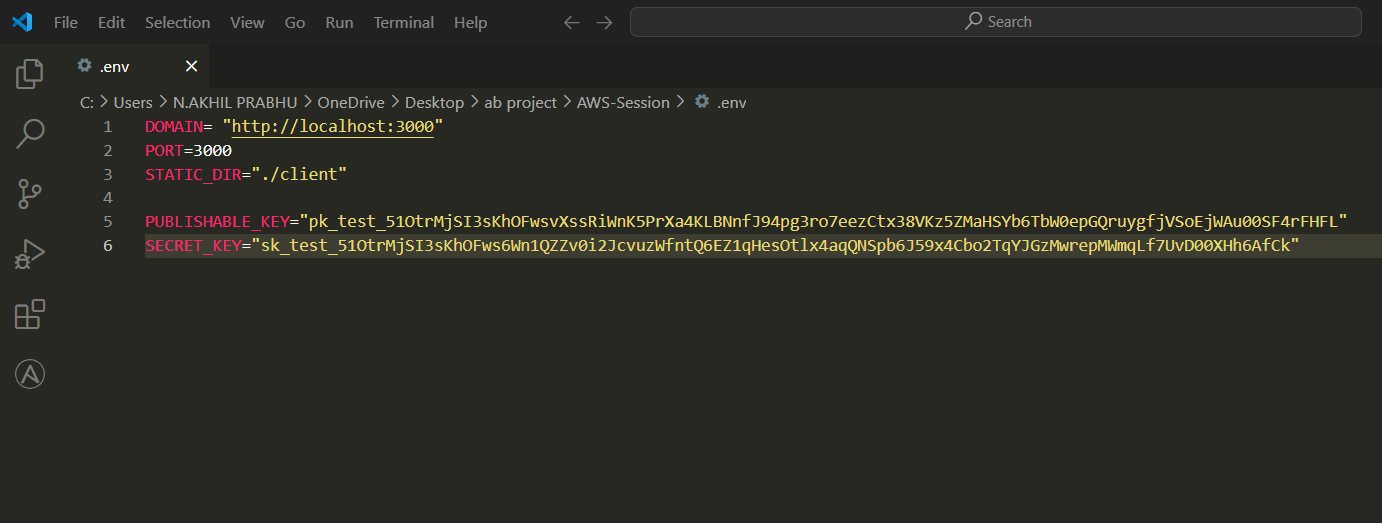 File Edit Selection View Go Run Terminal Help Search
.env
C: Users N.AKHIL PRABHU OneDrive Desktop ab project AWS-Session .env
1 DOMAIN= "http://localhost:3000"
2 PORT=3000
3 STATIC_DIR="./client"
4
5 PUBLISHABLE_KEY="pk_test_51OtrMjSI3sKhOFwsvXssRiWnK5PrXa4KLBNnfJ94pg3ro7eezCtx38VKz5ZMaHSYb6TbW0epGQruygfjVSoEjWAu00SF4rFHFL"
6 SECRET_KEY="sk_test_51OtrMjSI3sKhOFws6Wn1QZZv0i2JcvuzWfntQ6EZ1qHesOtlx4aqQNSpb6J59x4Cbo2TqYJGzMwrepMWmqLf7UvD00XHh6AfCk"